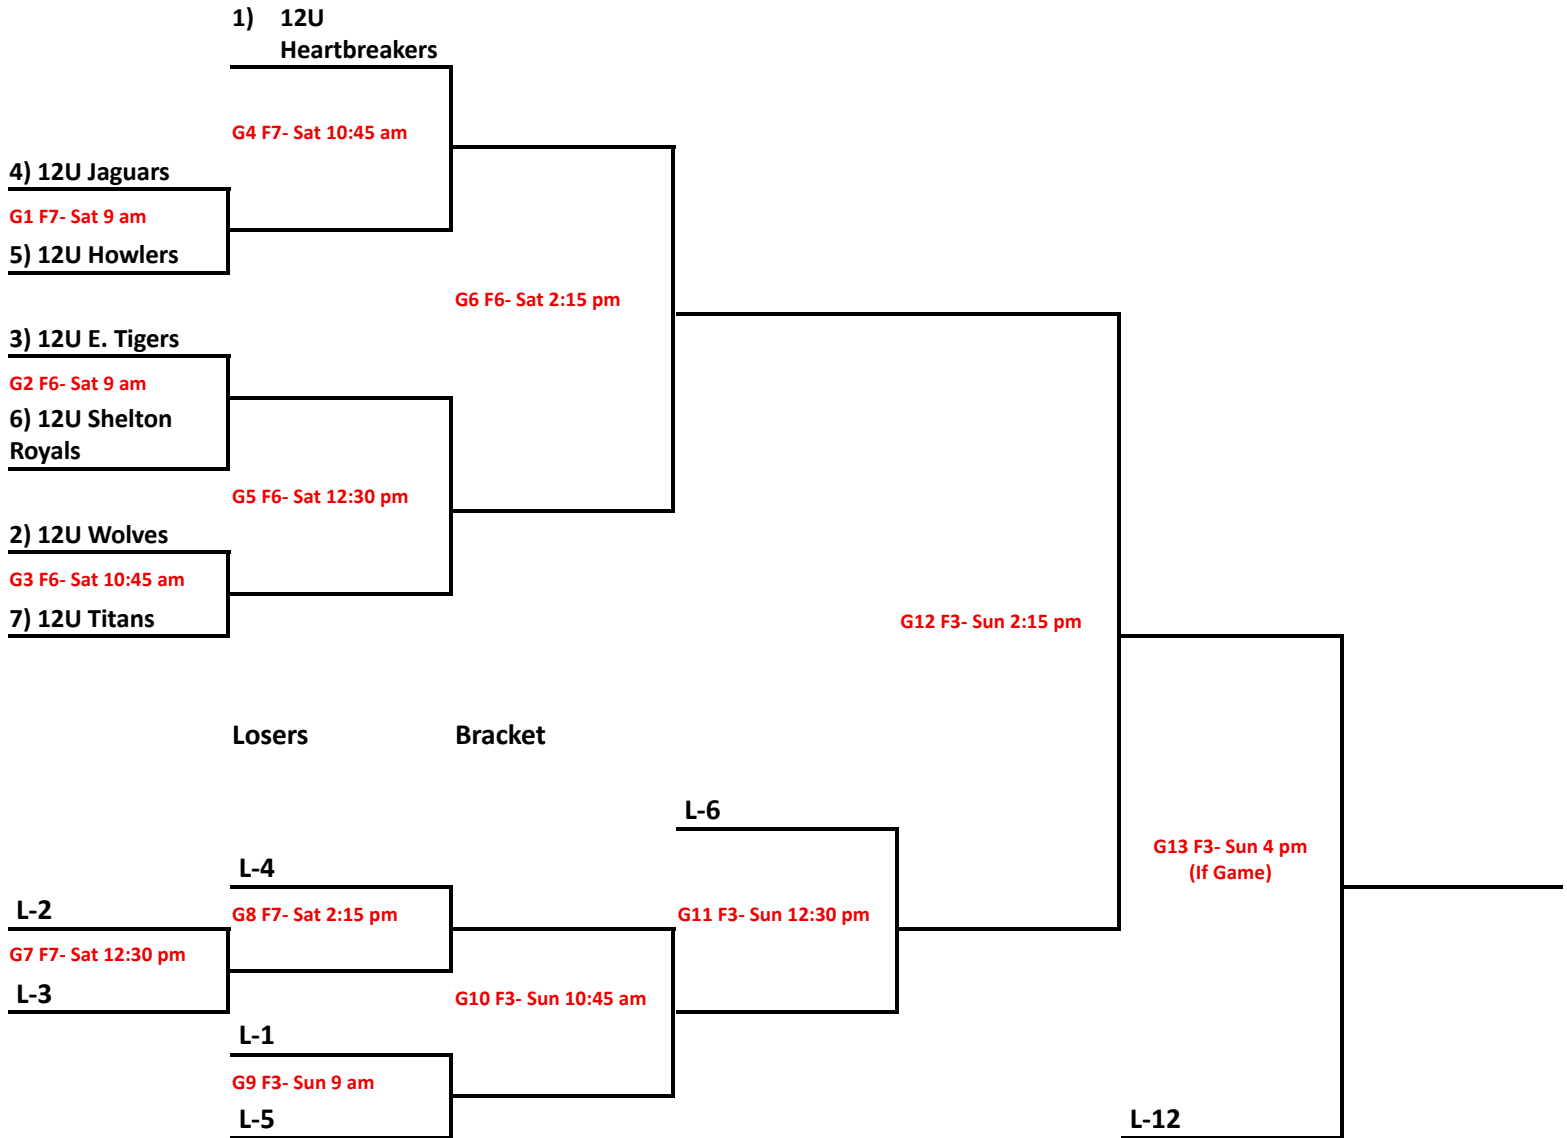 1) 12U
Heartbreakers
G4 F7- Sat 10:45 am
4) 12U Jaguars
G1 F7- Sat 9 am
5) 12U Howlers
G6 F6- Sat 2:15 pm
3) 12U E. Tigers
G2 F6- Sat 9 am
6) 12U Shelton
Royals
G5 F6- Sat 12:30 pm
2) 12U Wolves
G3 F6- Sat 10:45 am
7) 12U Titans
G12 F3- Sun 2:15 pm
Losers Bracket
L-6
G13 F3- Sun 4 pm
(If Game)
L-4
L-2
G8 F7- Sat 2:15 pm
G11 F3- Sun 12:30 pm
G7 F7- Sat 12:30 pm
L-3
G10 F3- Sun 10:45 am
L-1
G9 F3- Sun 9 am
L-5
L-12